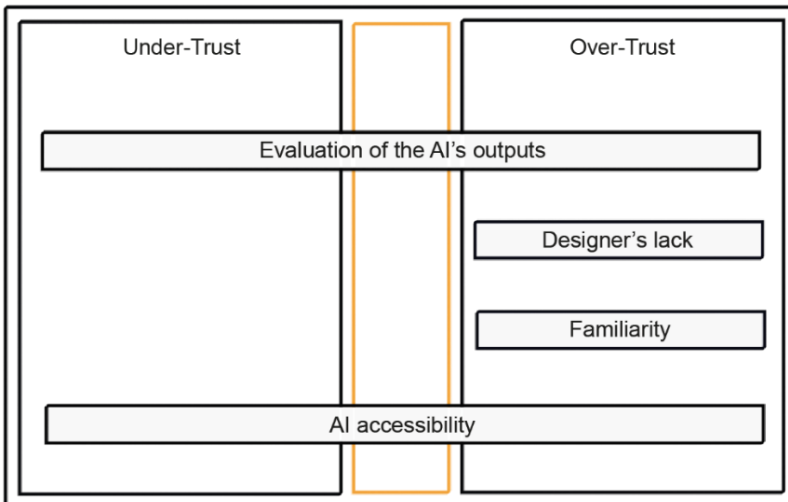 Under-Trust
Over-Trust
Evaluation of the AI's outputs
Designer's lack
Familiarity
AI accessibility